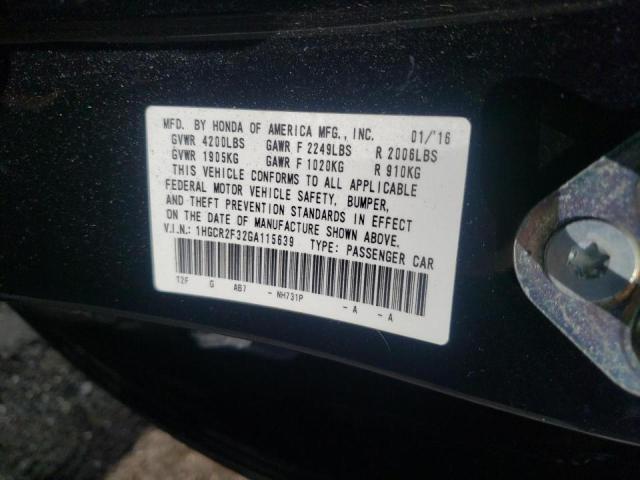 MFD. BY HONDA OF AMERICA MFG., INC. 01/'16
GVWR 4200LBS GAWR F 2249LBS R 2006LBS
GVWR 1905KG GAWR F 1020KG R 910KG
THIS VEHICLE CONFORMS TO ALL APPLICABLE
FEDERAL MOTOR VEHICLE SAFETY, BUMPER,
AND THEFT PREVENTION STANDARDS IN EFFECT
ON THE DATE OF MANUFACTURE SHOWN ABOVE.
V.I.N.: 1HGCR2F32GA115639 TYPE: PASSENGER CAR
T2F G AB7 - NH731P - A - A